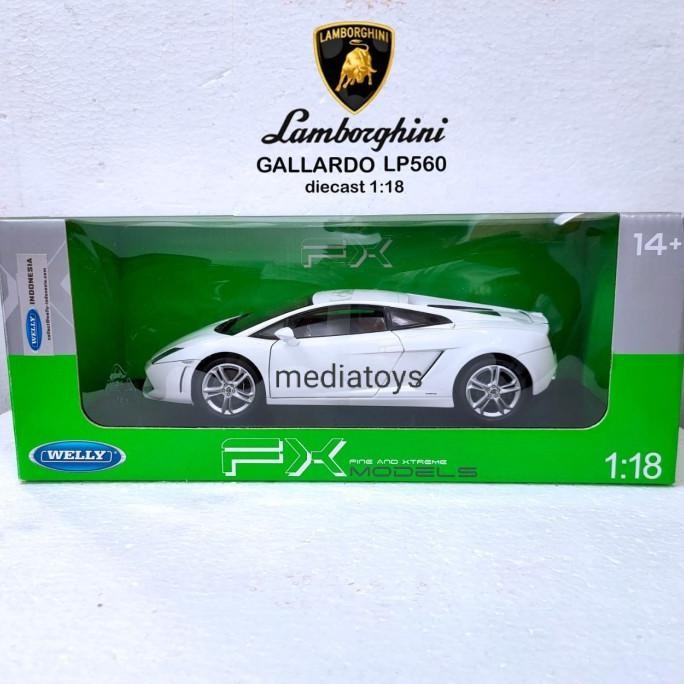 LAMBORGHINI
Lamborghini
GALLARDO LP560
diecast 1:18
FX
14+
WELLY
INDONESIA
mediatoys
WELLY
FX
FINE AND XTREME
MODELS
1:18